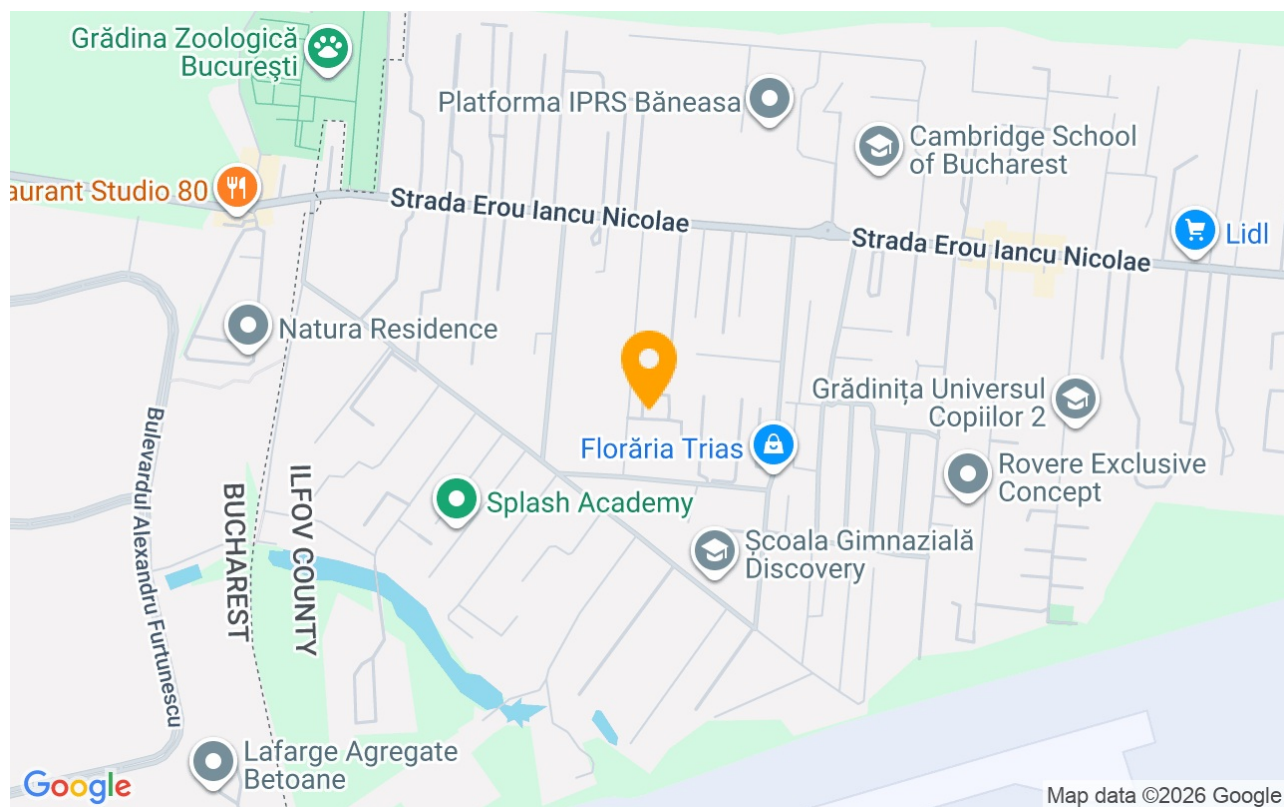 Grădina Zoologică
Bucureşti
Platforma IPRS Băneasa
Cambridge School
of Bucharest
aurant Studio 80
Strada Erou Iancu Nicolae
Strada Erou Iancu Nicolae
Lidl
Natura Residence
Grădinița Universul
Copiilor 2
Florăria Trias
Rovere Exclusive
Concept
Splash Academy
Școala Gimnazială
Discovery
Bulevardul Alexandru Furtunescu
BUCHAREST
ILFOV COUNTY
Lafarge Agregate
Betoane
Google
Map data ©2026 Google